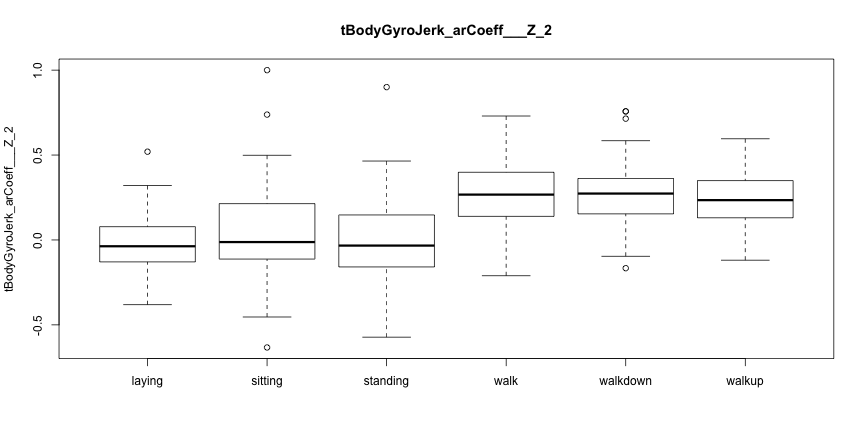 tBodyGyroJerk_arCoeff___Z_2
tBodyGyroJerk_arCoeff___Z_2
1.0
0.5
0.0
-0.5
laying sitting standing walk walkdown walkup